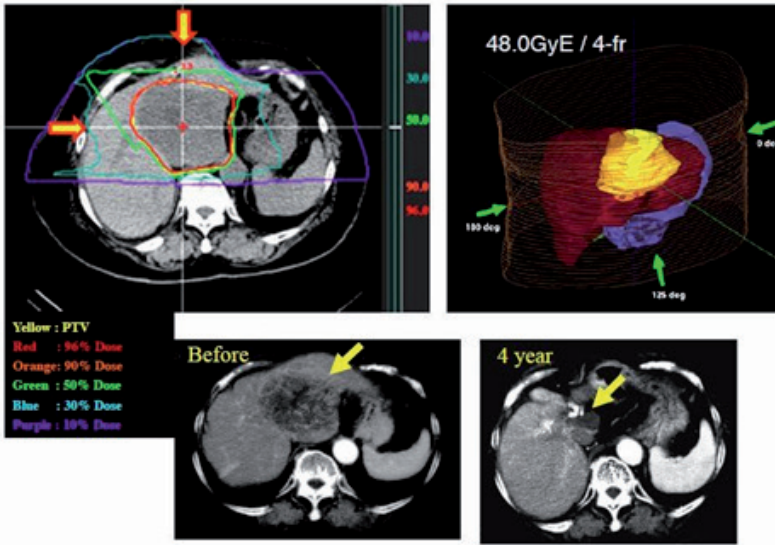 10.0
30.0
50.0
90.0
96.0
48.0GyE / 4-fr
0 de
180 deg
125 deg
Yellow : PTV
Red : 96% Dose
Orange: 90% Dose
Green : 50% Dose
Blue : 30% Dose
Purple : 10% Dose
Before
4 year